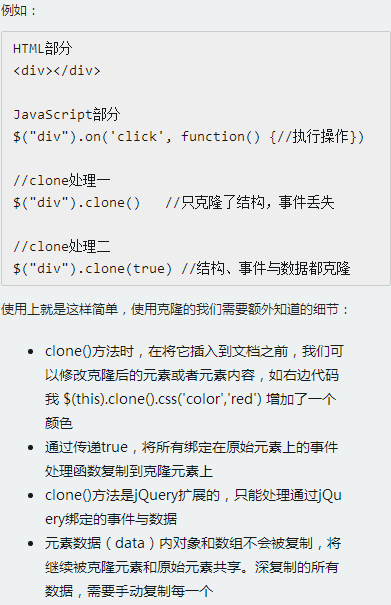 例如：
HTML部分
<div></div>
JavaScript部分
$("div").on('click', function() {//执行操作})
//clone处理一
$("div").clone()   //只克隆了结构，事件丢失
//clone处理二
$("div").clone(true) //结构、事件与数据都克隆
使用上就是这样简单，使用克隆的我们需要额外知道的细节：
• clone()方法时，在将它插入到文档之前，我们可
以修改克隆后的元素或者元素内容，如右边代码
我 $(this).clone().css('color','red') 增加了一个
颜色
• 通过传递true，将所有绑定在原始元素上的事件
处理函数复制到克隆元素上
• clone()方法是jQuery扩展的，只能处理通过jQu
ery绑定的事件与数据
• 元素数据（data）内对象和数组不会被复制，将
继续被克隆元素和原始元素共享。深复制的所有
数据，需要手动复制每一个